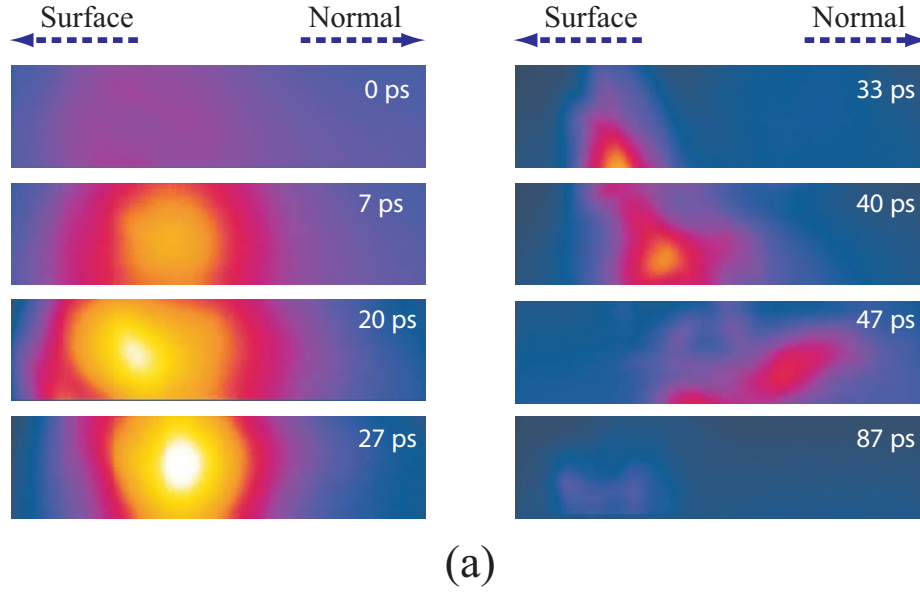 Surface Normal Surface Normal
0 ps 33 ps
7 ps 40 ps
20 ps 47 ps
27 ps 87 ps
(a)